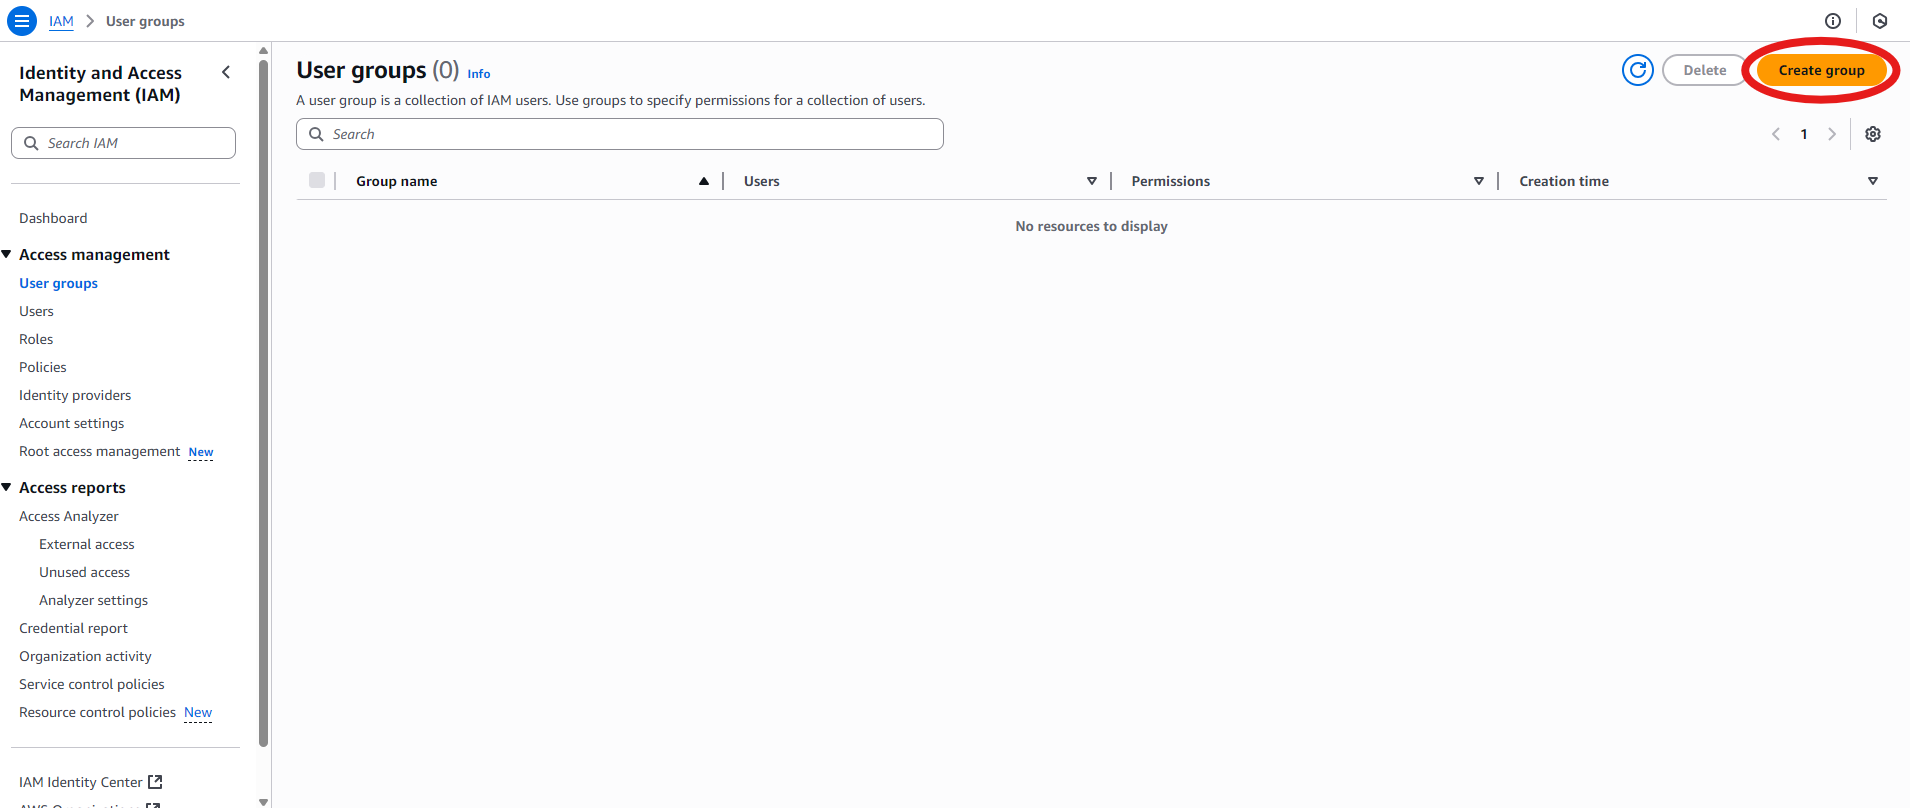 IAM > User groups
Identity and Access
Management (IAM)
Search IAM
Dashboard
Access management
User groups
Users
Roles
Policies
Identity providers
Account settings
Root access management New
Access reports
Access Analyzer
External access
Unused access
Analyzer settings
Credential report
Organization activity
Service control policies
Resource control policies New
IAM Identity Center
User groups (0) Info
Delete
Create group
A user group is a collection of IAM users. Use groups to specify permissions for a collection of users.
Search
1
Group name Users Permissions Creation time
No resources to display